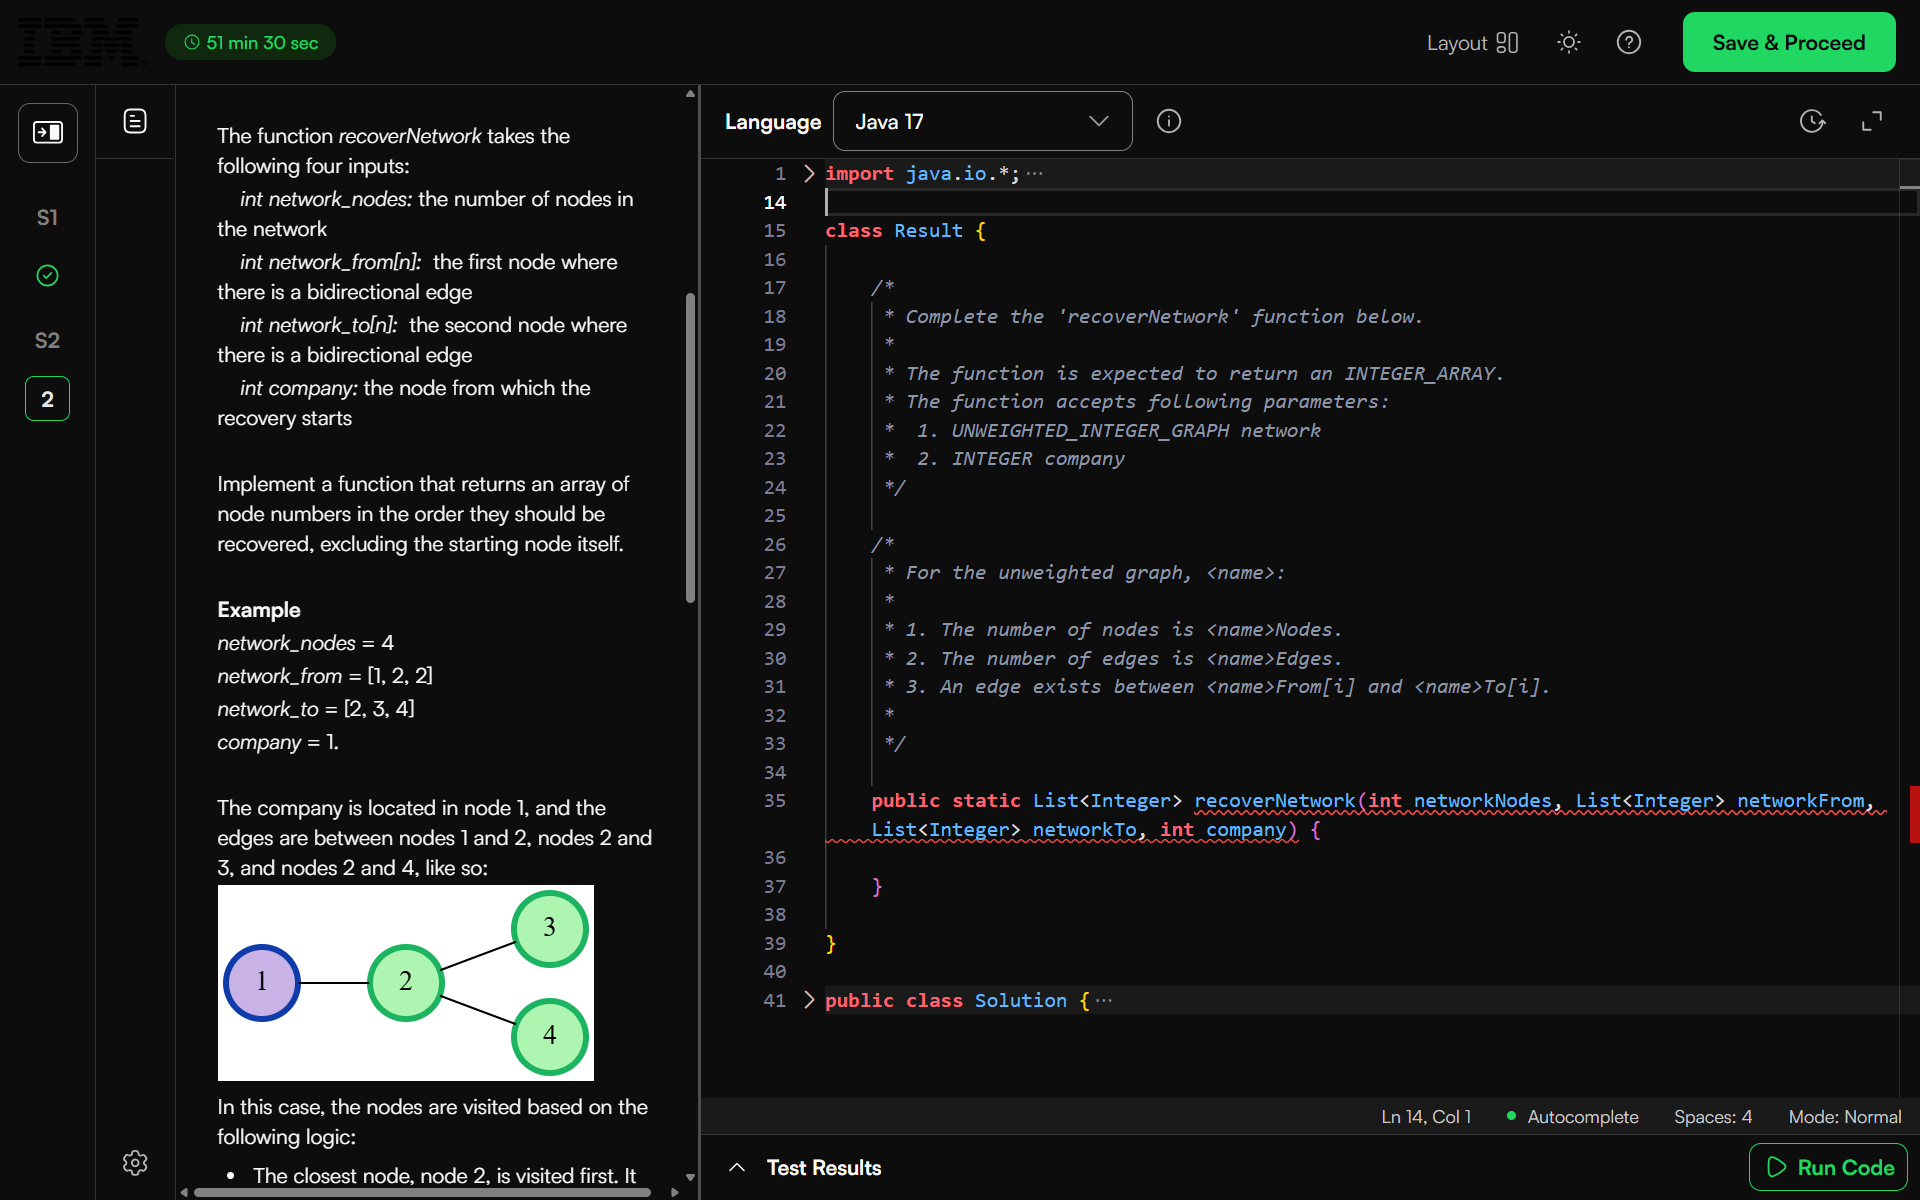 IBM
51 min 30 sec
Layout
Save & Proceed
S1
S2
2
The function recoverNetwork takes the
following four inputs:
int network_nodes: the number of nodes in
the network
int network_from[n]: the first node where
there is a bidirectional edge
int network_to[n]: the second node where
there is a bidirectional edge
int company: the node from which the
recovery starts
Implement a function that returns an array of
node numbers in the order they should be
recovered, excluding the starting node itself.
Example
network_nodes = 4
network_from = [1, 2, 2]
network_to = [2, 3, 4]
company = 1.
The company is located in node 1, and the
edges are between nodes 1 and 2, nodes 2 and
3, and nodes 2 and 4, like so:
3
1
2
4
In this case, the nodes are visited based on the
following logic:
• The closest node, node 2, is visited first. It
Language
Java 17
1 import java.io.*;···
14
15 class Result {
16
17 /*
18 * Complete the 'recoverNetwork' function below.
19 *
20 * The function is expected to return an INTEGER_ARRAY.
21 * The function accepts following parameters:
22 * 1. UNWEIGHTED_INTEGER_GRAPH network
23 * 2. INTEGER company
24 */
25
26 /*
27 * For the unweighted graph, <name>:
28 *
29 * 1. The number of nodes is <name>Nodes.
30 * 2. The number of edges is <name>Edges.
31 * 3. An edge exists between <name>From[i] and <name>To[i].
32 *
33 */
34
35 public static List<Integer> recoverNetwork(int networkNodes, List<Integer> networkFrom,
List<Integer> networkTo, int company) {
36
37 }
38
39 }
40
41 public class Solution {···
Ln 14, Col 1
Autocomplete
Spaces: 4
Mode: Normal
Test Results
Run Code